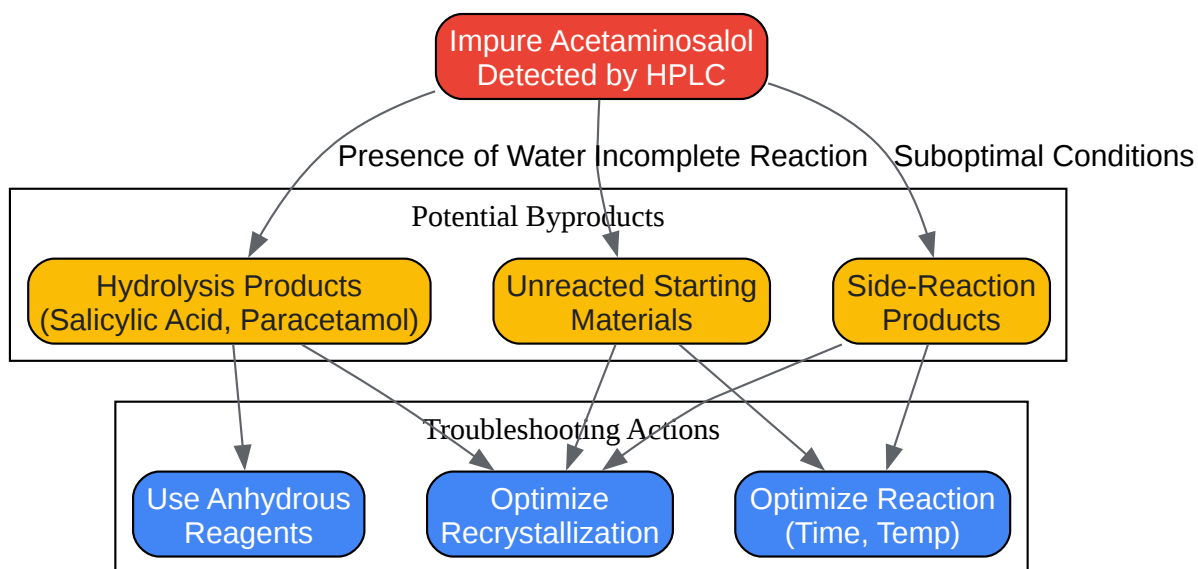 Impure Acetaminosalol
Detected by HPLC
Presence of Water
Incomplete Reaction
Suboptimal Conditions
Potential Byproducts
Hydrolysis Products
(Salicylic Acid, Paracetamol)
Unreacted Starting
Materials
Side-Reaction
Products
Troubleshooting Actions
Use Anhydrous
Reagents
Optimize
Recrystallization
Optimize Reaction
(Time, Temp)